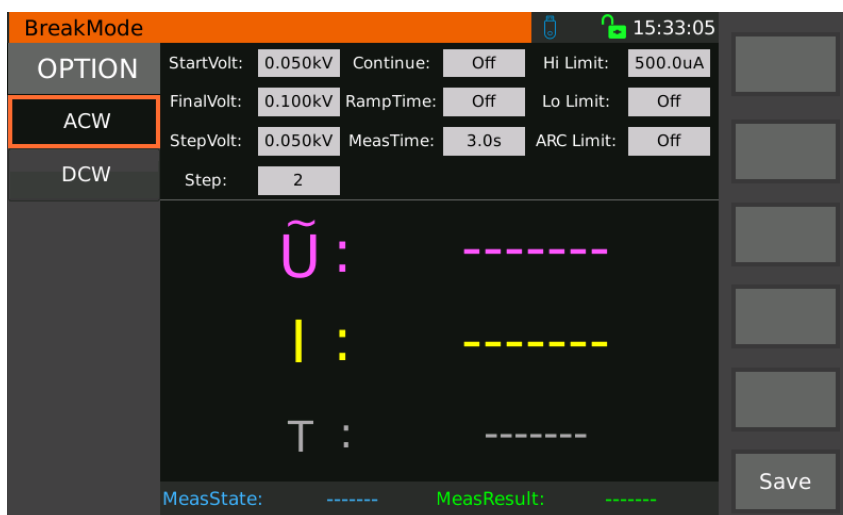 BreakMode 15:33:05
OPTION
ACW
DCW
StartVolt: 0.050kV Continue: Off Hi Limit: 500.0uA
FinalVolt: 0.100kV RampTime: Off Lo Limit: Off
StepVolt: 0.050kV MeasTime: 3.0s ARC Limit: Off
Step: 2
Ũ : -------
I : -------
T : -------
MeasState: ------- MeasResult: -------
Save